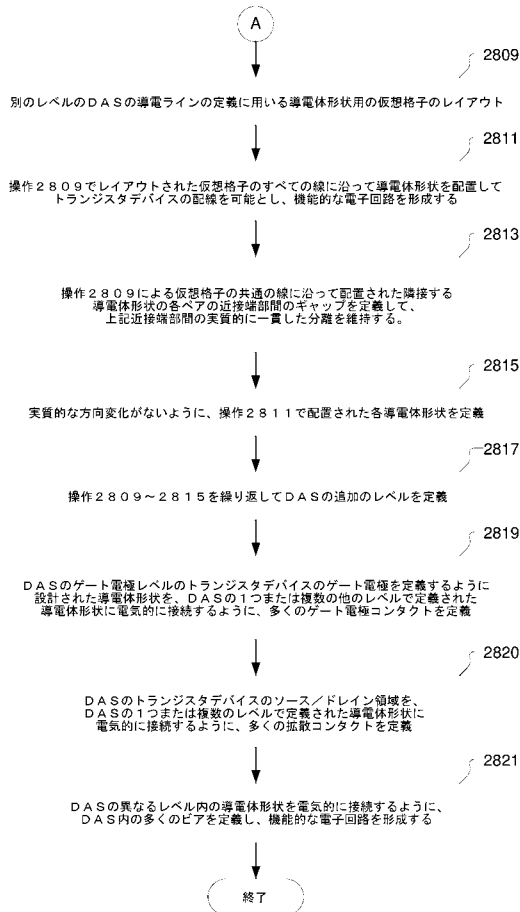 A
2809
別のレベルのDASの導電ラインの定義に用いる導電体形状用の仮想格子のレイアウト
2811
操作2809でレイアウトされた仮想格子のすべての線に沿って導電体形状を配置して
トランジスタデバイスの配線を可能とし、機能的な電子回路を形成する
2813
操作2809による仮想格子の共通の線に沿って配置された隣接する
導電体形状の各ペアの近接端部間のギャップを定義して、
上記近接端部間の実質的に一貫した分離を維持する。
2815
実質的な方向変化がないように、操作2811で配置された各導電体形状を定義
2817
操作2809~2815を繰り返してDASの追加のレベルを定義
2819
DASのゲート電極レベルのトランジスタデバイスのゲート電極を定義するように
設計された導電体形状を、DASの1つまたは複数の他のレベルで定義された
導電体形状に電気的に接続するように、多くのゲート電極コンタクトを定義
2820
DASのトランジスタデバイスのソース/ドレイン領域を、
DASの1つまたは複数のレベルで定義された導電体形状に
電気的に接続するように、多くの拡散コンタクトを定義
2821
DASの異なるレベル内の導電体形状を電気的に接続するように、
DAS内の多くのビアを定義し、機能的な電子回路を形成する
終了